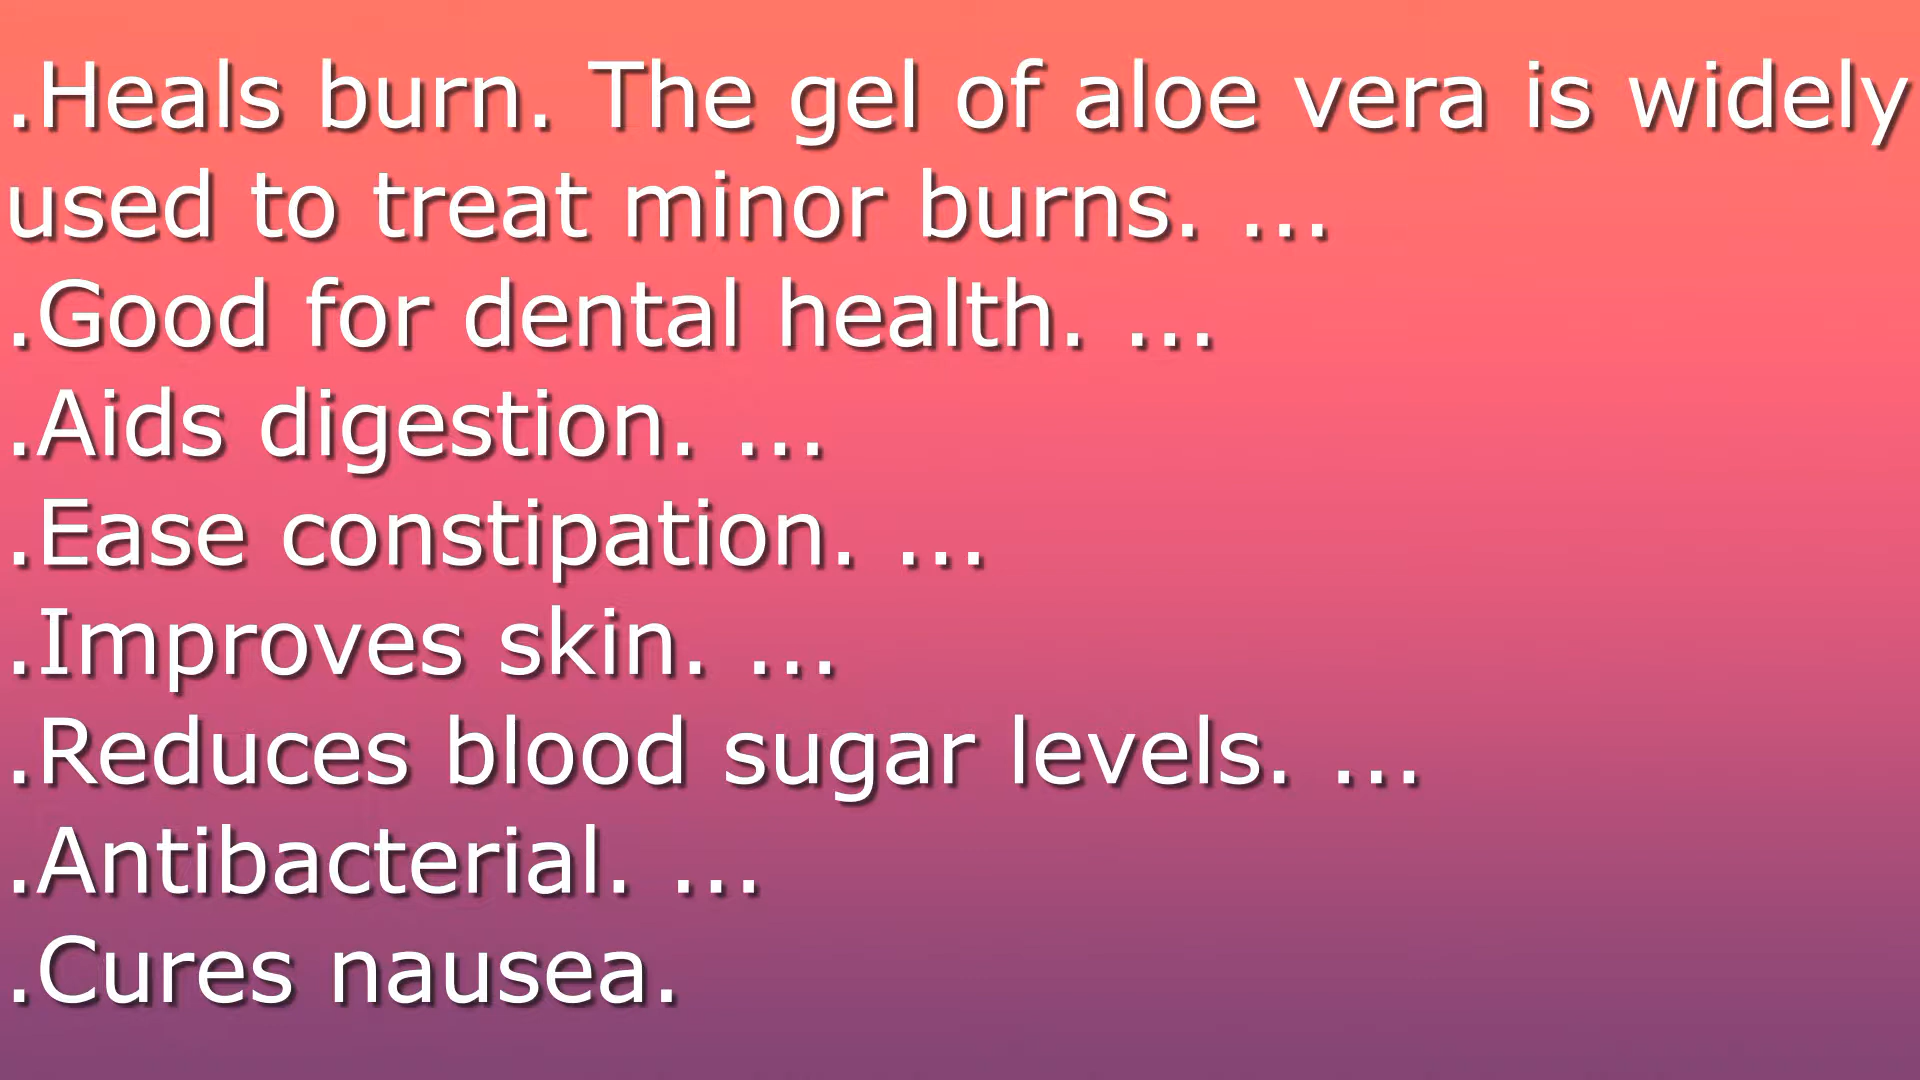 .Heals burn. The gel of aloe vera is widely
used to treat minor burns. ...
.Good for dental health. ...
.Aids digestion. ...
.Ease constipation. ...
.Improves skin. ...
.Reduces blood sugar levels. ...
.Antibacterial. ...
.Cures nausea.